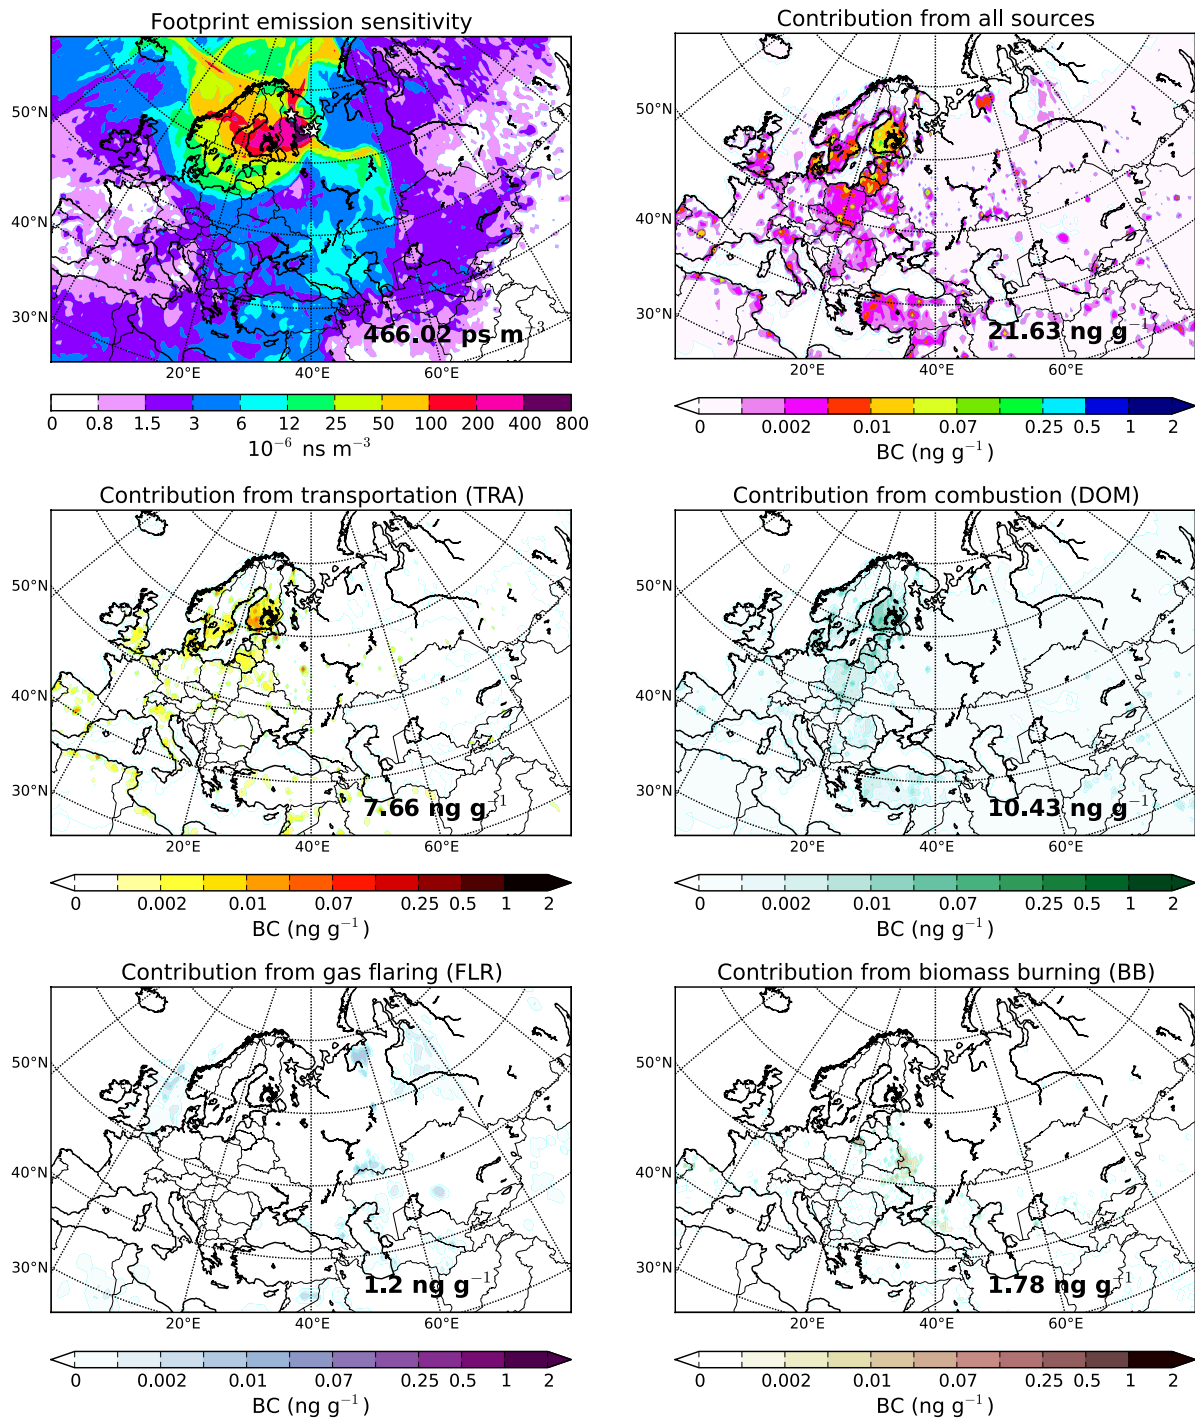 Footprint emission sensitivity
50°N
40°N
30°N
466.02 ps m⁻³
20°E 40°E 60°E
0 0.8 1.5 3 6 12 25 50 100 200 400 800
10⁻⁶ ns m⁻³
Contribution from all sources
50°N
40°N
30°N
21.63 ng g⁻¹
20°E 40°E 60°E
0 0.002 0.01 0.07 0.25 0.5 1 2
BC (ng g⁻¹)
Contribution from transportation (TRA)
50°N
40°N
30°N
7.66 ng g⁻¹
20°E 40°E 60°E
0 0.002 0.01 0.07 0.25 0.5 1 2
BC (ng g⁻¹)
Contribution from combustion (DOM)
50°N
40°N
30°N
10.43 ng g⁻¹
20°E 40°E 60°E
0 0.002 0.01 0.07 0.25 0.5 1 2
BC (ng g⁻¹)
Contribution from gas flaring (FLR)
50°N
40°N
30°N
1.2 ng g⁻¹
20°E 40°E 60°E
0 0.002 0.01 0.07 0.25 0.5 1 2
BC (ng g⁻¹)
Contribution from biomass burning (BB)
50°N
40°N
30°N
1.78 ng g⁻¹
20°E 40°E 60°E
0 0.002 0.01 0.07 0.25 0.5 1 2
BC (ng g⁻¹)